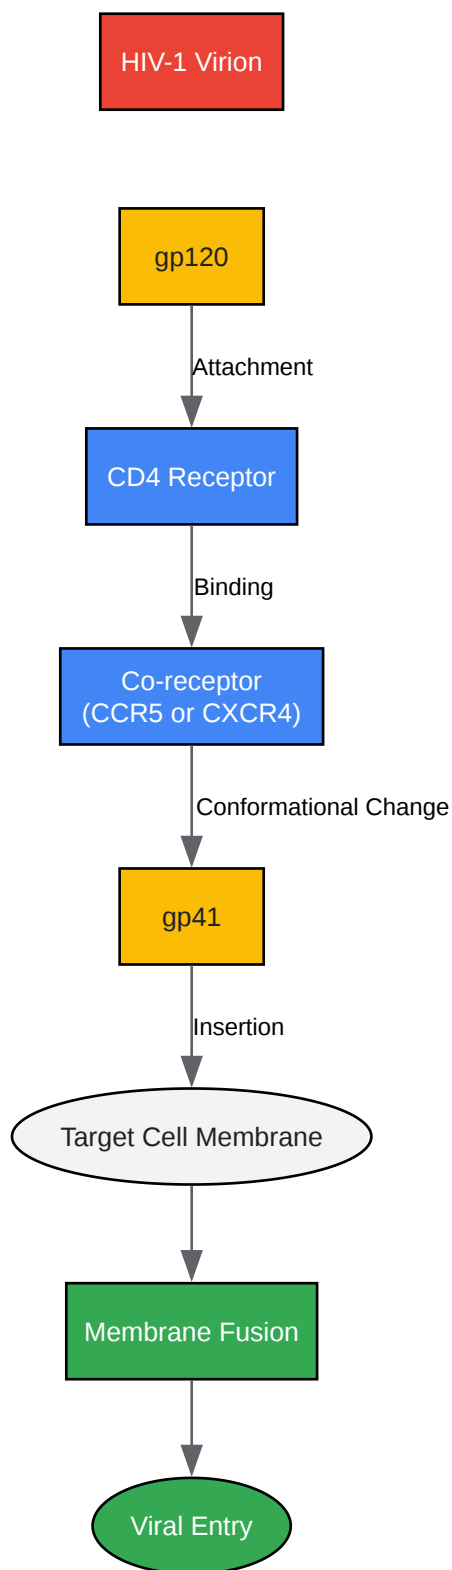 HIV-1 Virion
gp120
Attachment
CD4 Receptor
Binding
Co-receptor
(CCR5 or CXCR4)
Conformational Change
gp41
Insertion
Target Cell Membrane
Membrane Fusion
Viral Entry